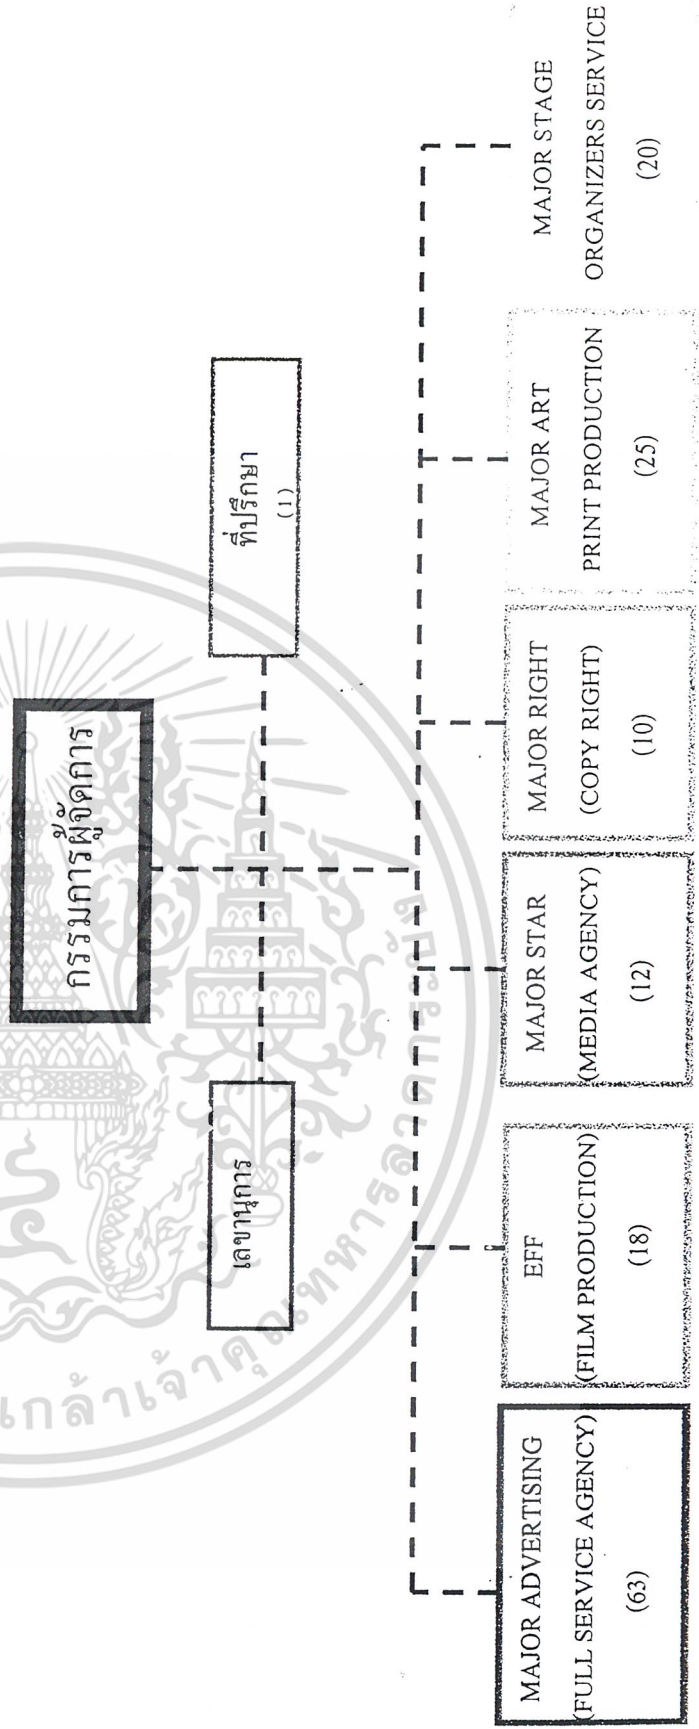 กรรมการผู้จัดการ
เลขานุการ
ที่ปรึกษา
(1)
MAJOR ADVERTISING
(FULL SERVICE AGENCY)
(63)
EFF
(FILM PRODUCTION)
(18)
MAJOR STAR
(MEDIA AGENCY)
(12)
MAJOR RIGHT
(COPY RIGHT)
(10)
MAJOR ART
PRINT PRODUCTION
(25)
MAJOR STAGE
ORGANIZERS SERVICE
(20)